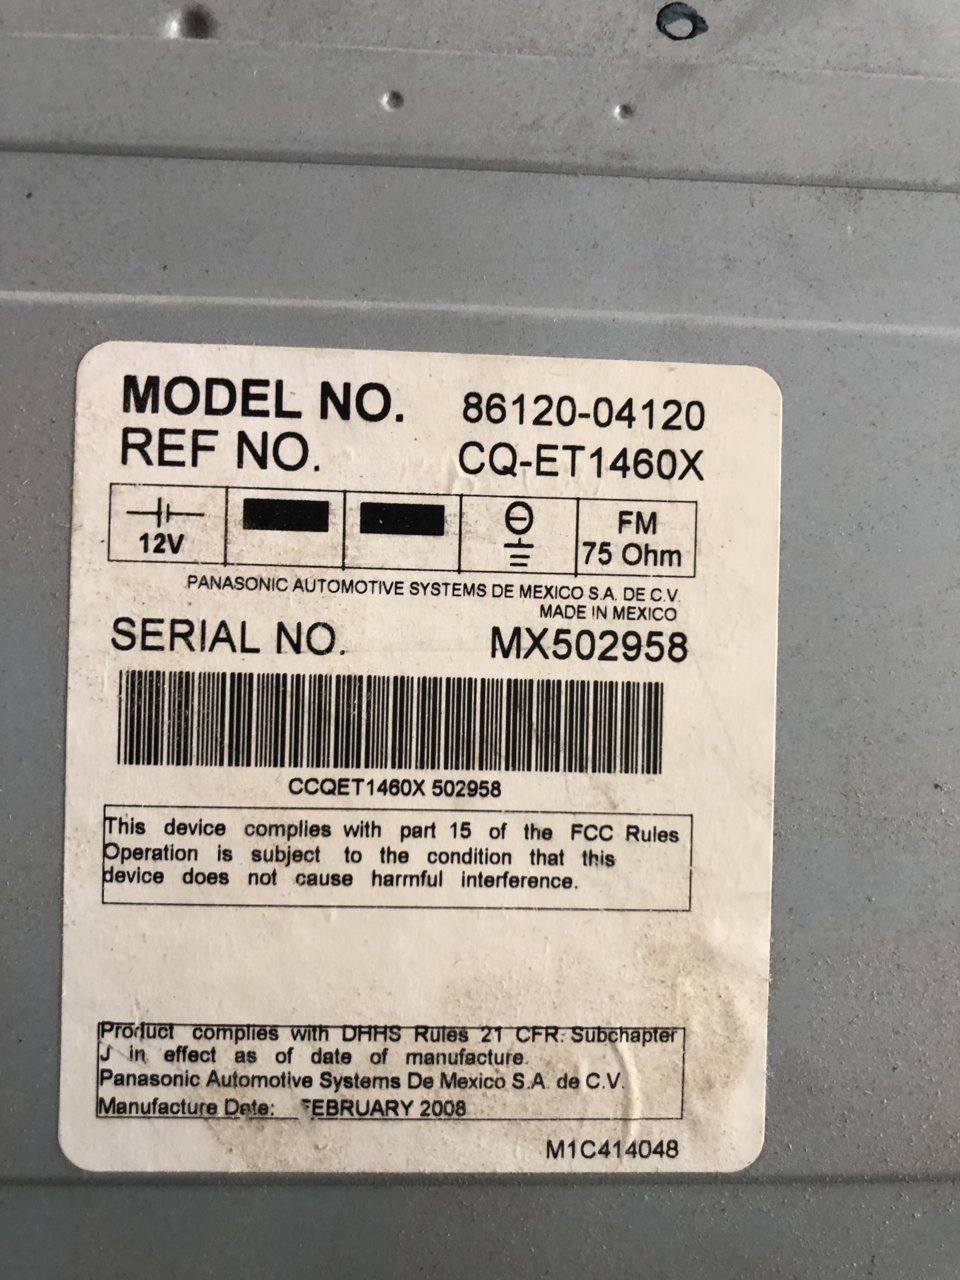 MODEL NO. 86120-04120
REF NO. CQ-ET1460X
12V
FM
75 Ohm
PANASONIC AUTOMOTIVE SYSTEMS DE MEXICO S.A. DE C.V.
MADE IN MEXICO
SERIAL NO. MX502958
CCQET1460X 502958
This device complies with part 15 of the FCC Rules
Operation is subject to the condition that this
device does not cause harmful interference.
Product complies with DHHS Rules 21 CFR. Subchapter
J in effect as of date of manufacture.
Panasonic Automotive Systems De Mexico S.A. de C.V.
Manufacture Date: FEBRUARY 2008
M1C414048